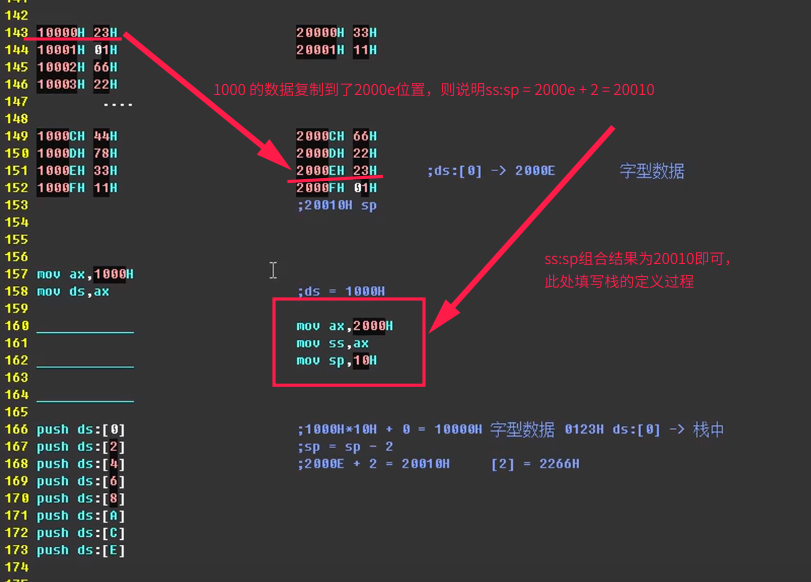 142
143 10000H 23H 20000H 33H
144 10001H 01H 20001H 11H
145 10002H 66H
146 10003H 22H
1000 的数据复制到了2000e位置，则说明ss:sp = 2000e + 2 = 20010
147 ....
148
149 1000CH 44H 2000CH 66H
150 1000DH 78H 2000DH 22H
151 1000EH 33H 2000EH 23H ;ds:[0] -> 2000E 字型数据
152 1000FH 11H 2000FH 01H
153 ;20010H sp
154
155
156
ss:sp组合结果为20010即可，
此处填写栈的定义过程
157 mov ax,1000H
158 mov ds,ax ;ds = 1000H
159
160 ____________ mov ax,2000H
161 mov ss,ax
162 ____________ mov sp,10H
163
164 ____________
165
166 push ds:[0] ;1000H*10H + 0 = 10000H 字型数据 0123H ds:[0] -> 栈中
167 push ds:[2] ;sp = sp - 2
168 push ds:[4] ;2000E + 2 = 20010H [2] = 2266H
169 push ds:[6]
170 push ds:[8]
171 push ds:[A]
172 push ds:[C]
173 push ds:[E]
174